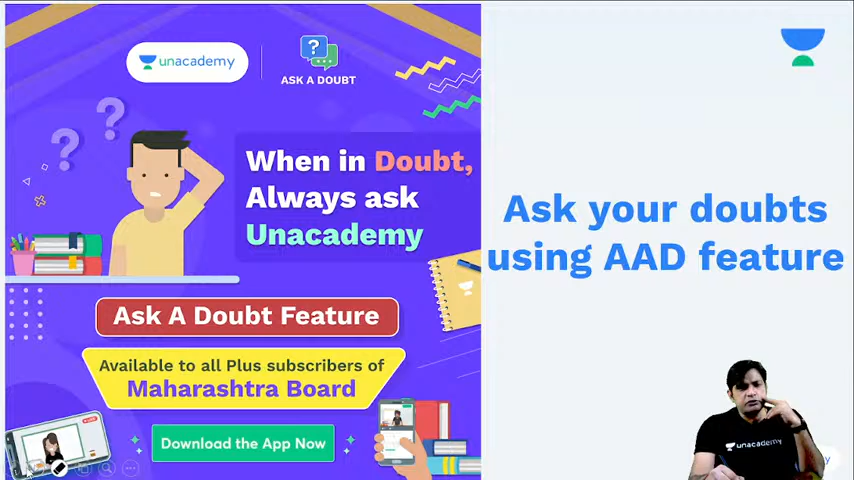 unacademy
ASK A DOUBT
When in Doubt,
Always ask
Unacademy
Ask A Doubt Feature
Available to all Plus subscribers of
Maharashtra Board
Download the App Now
Ask your doubts
using AAD feature
unacademy